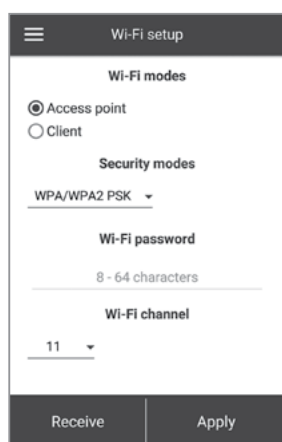 Wi-Fi setup
Wi-Fi modes
Access point
Client
Security modes
WPA/WPA2 PSK
Wi-Fi password
8 - 64 characters
Wi-Fi channel
11
Receive
Apply